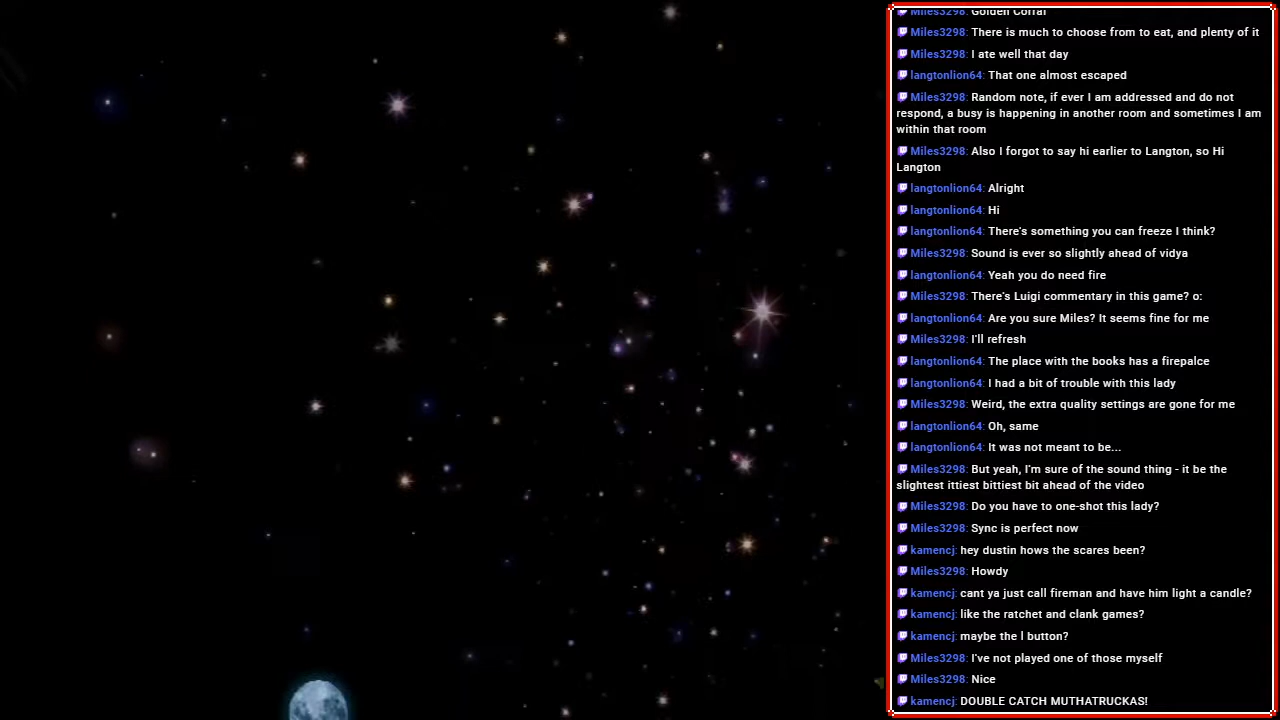 Miles3298: Golden Corral
Miles3298: There is much to choose from to eat, and plenty of it
Miles3298: I ate well that day
langtonlion64: That one almost escaped
Miles3298: Random note, if ever I am addressed and do not
respond, a busy is happening in another room and sometimes I am
within that room
Miles3298: Also I forgot to say hi earlier to Langton, so Hi
Langton
langtonlion64: Alright
langtonlion64: Hi
langtonlion64: There's something you can freeze I think?
Miles3298: Sound is ever so slightly ahead of vidya
langtonlion64: Yeah you do need fire
Miles3298: There's Luigi commentary in this game? o:
langtonlion64: Are you sure Miles? It seems fine for me
Miles3298: I'll refresh
langtonlion64: The place with the books has a firepalce
langtonlion64: I had a bit of trouble with this lady
Miles3298: Weird, the extra quality settings are gone for me
langtonlion64: Oh, same
langtonlion64: It was not meant to be...
Miles3298: But yeah, I'm sure of the sound thing - it be the
slightest ittiest bittiest bit ahead of the video
Miles3298: Do you have to one-shot this lady?
Miles3298: Sync is perfect now
kamencj: hey dustin hows the scares been?
Miles3298: Howdy
kamencj: cant ya just call fireman and have him light a candle?
kamencj: like the ratchet and clank games?
kamencj: maybe the l button?
Miles3298: I've not played one of those myself
Miles3298: Nice
kamencj: DOUBLE CATCH MUTHATRUCKAS!